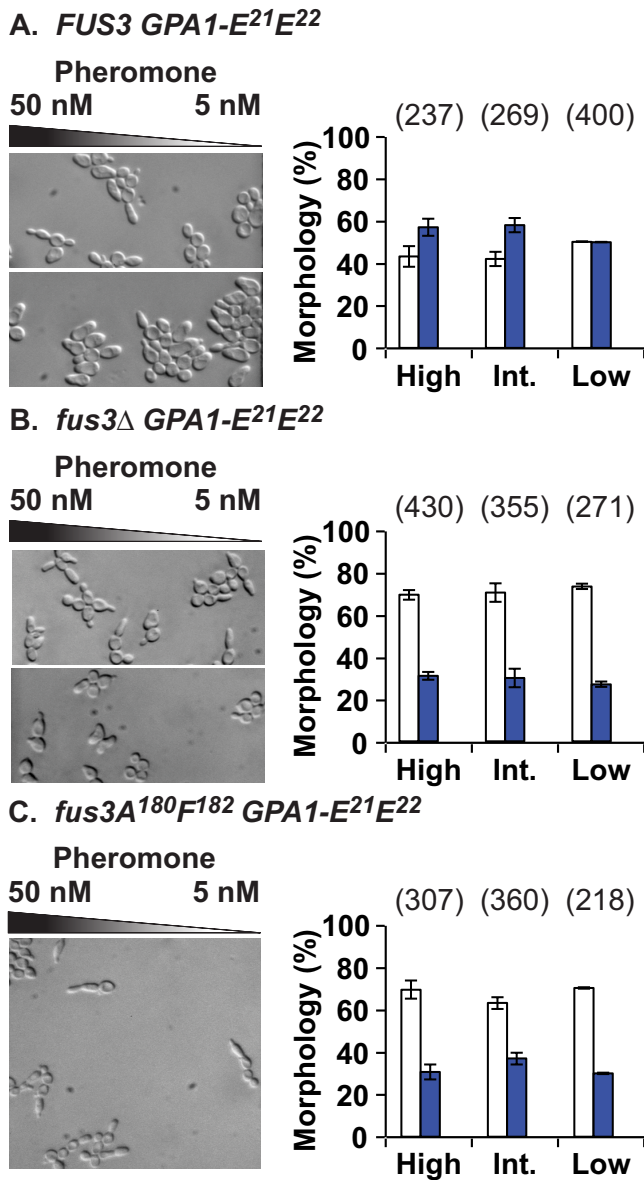 A. FUS3 GPA1-E²¹E²²
Pheromone
50 nM 5 nM
(237) (269) (400)
Morphology (%)
100
80
60
40
20
0
High Int. Low
B. fus3Δ GPA1-E²¹E²²
Pheromone
50 nM 5 nM
(430) (355) (271)
Morphology (%)
100
80
60
40
20
0
High Int. Low
C. fus3A¹⁸⁰F¹⁸² GPA1-E²¹E²²
Pheromone
50 nM 5 nM
(307) (360) (218)
Morphology (%)
100
80
60
40
20
0
High Int. Low